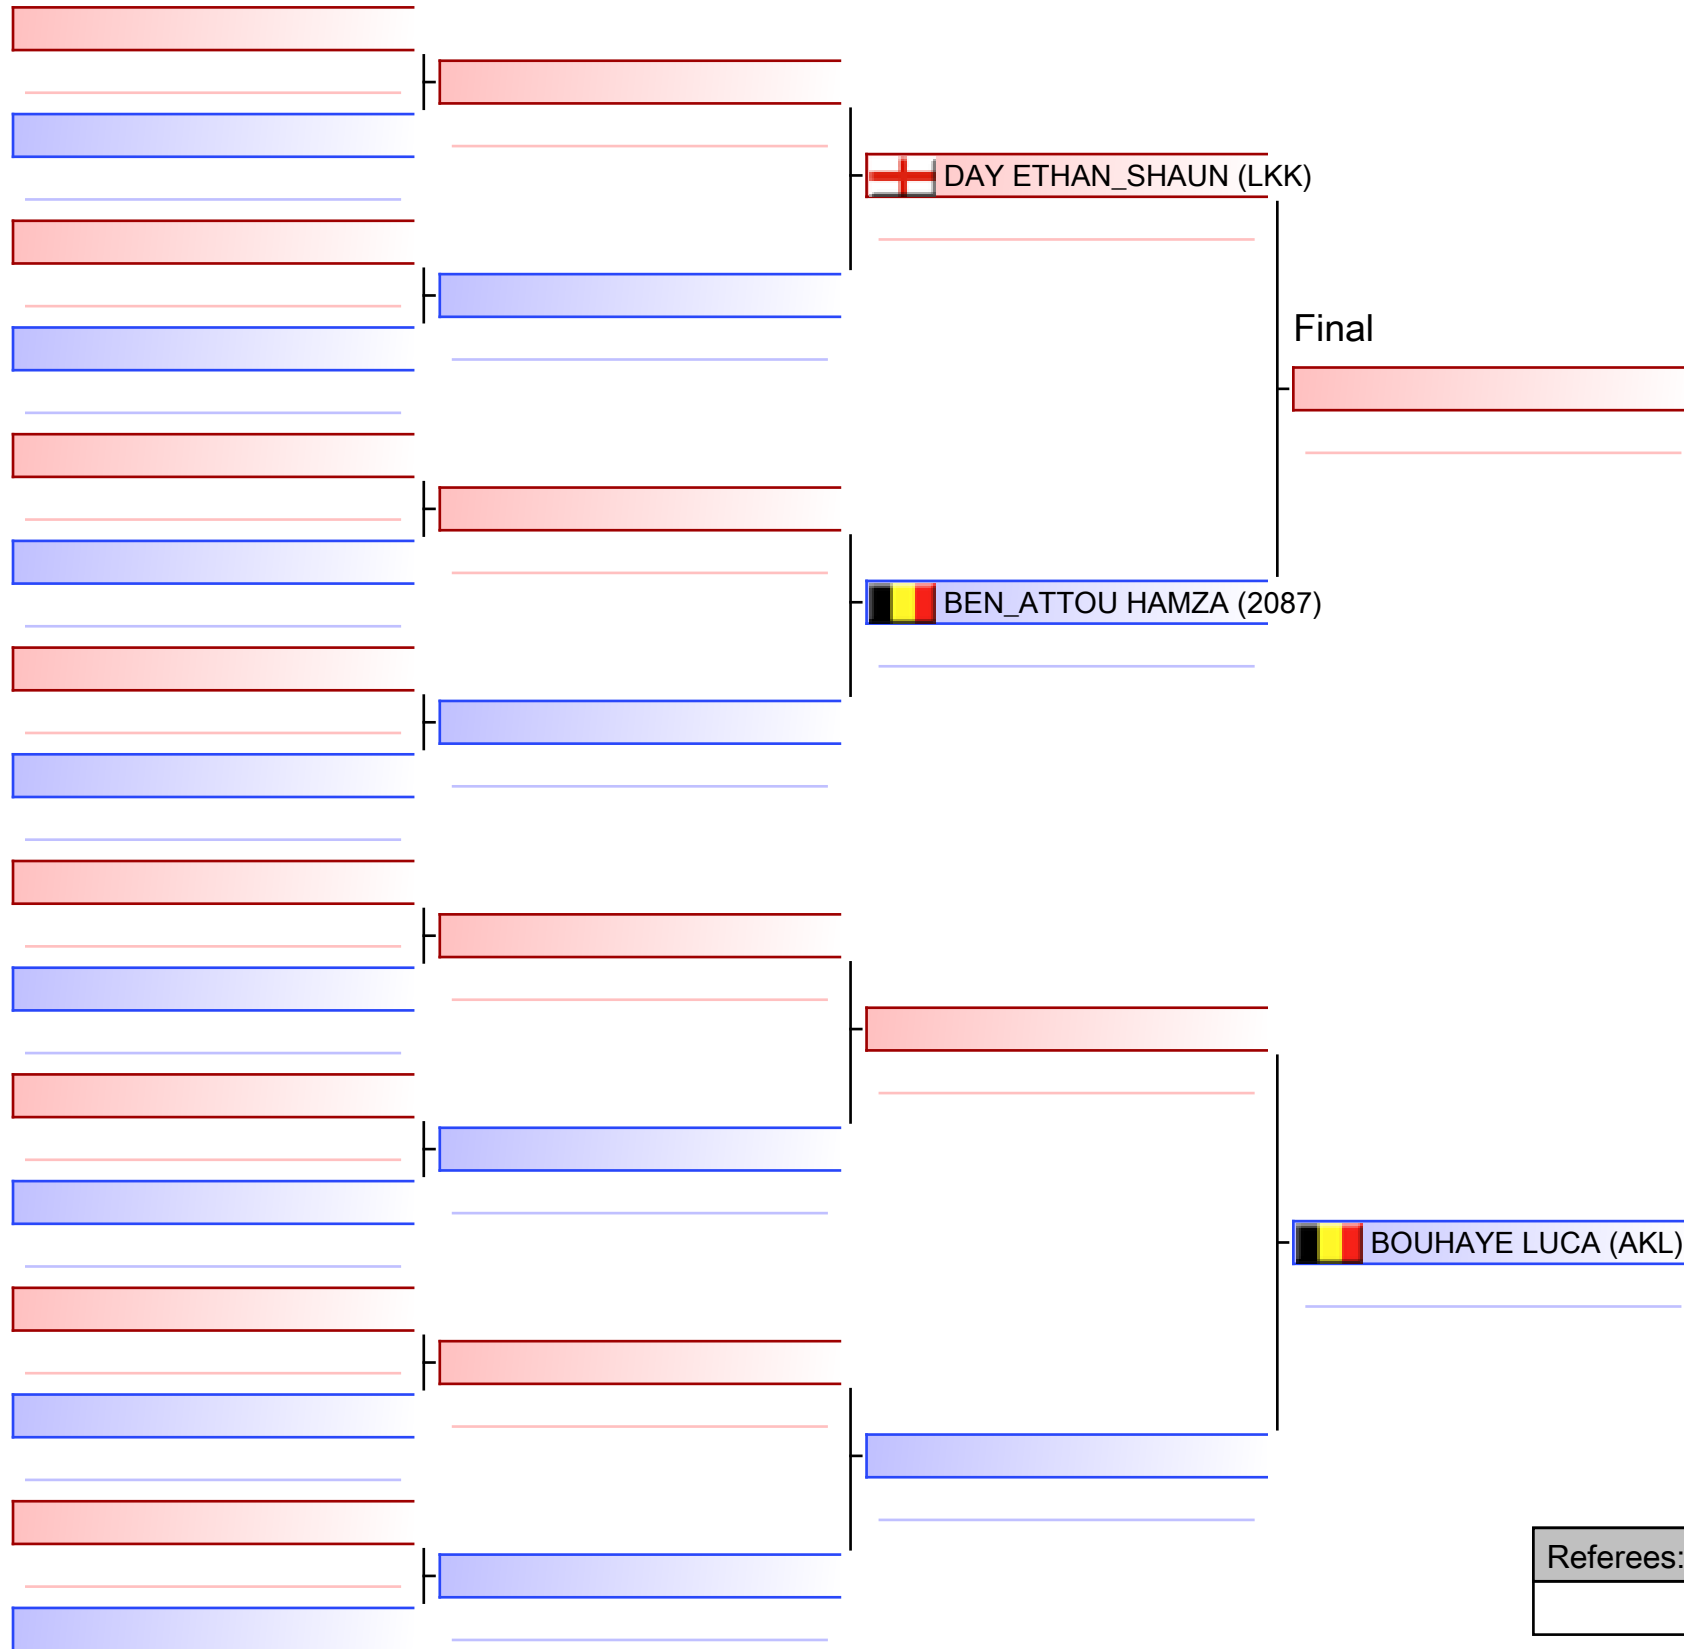 DAY ETHAN_SHAUN (LKK)
Final
BEN_ATTOU HAMZA (2087)
BOUHAYE LUCA (AKL)
Referees: